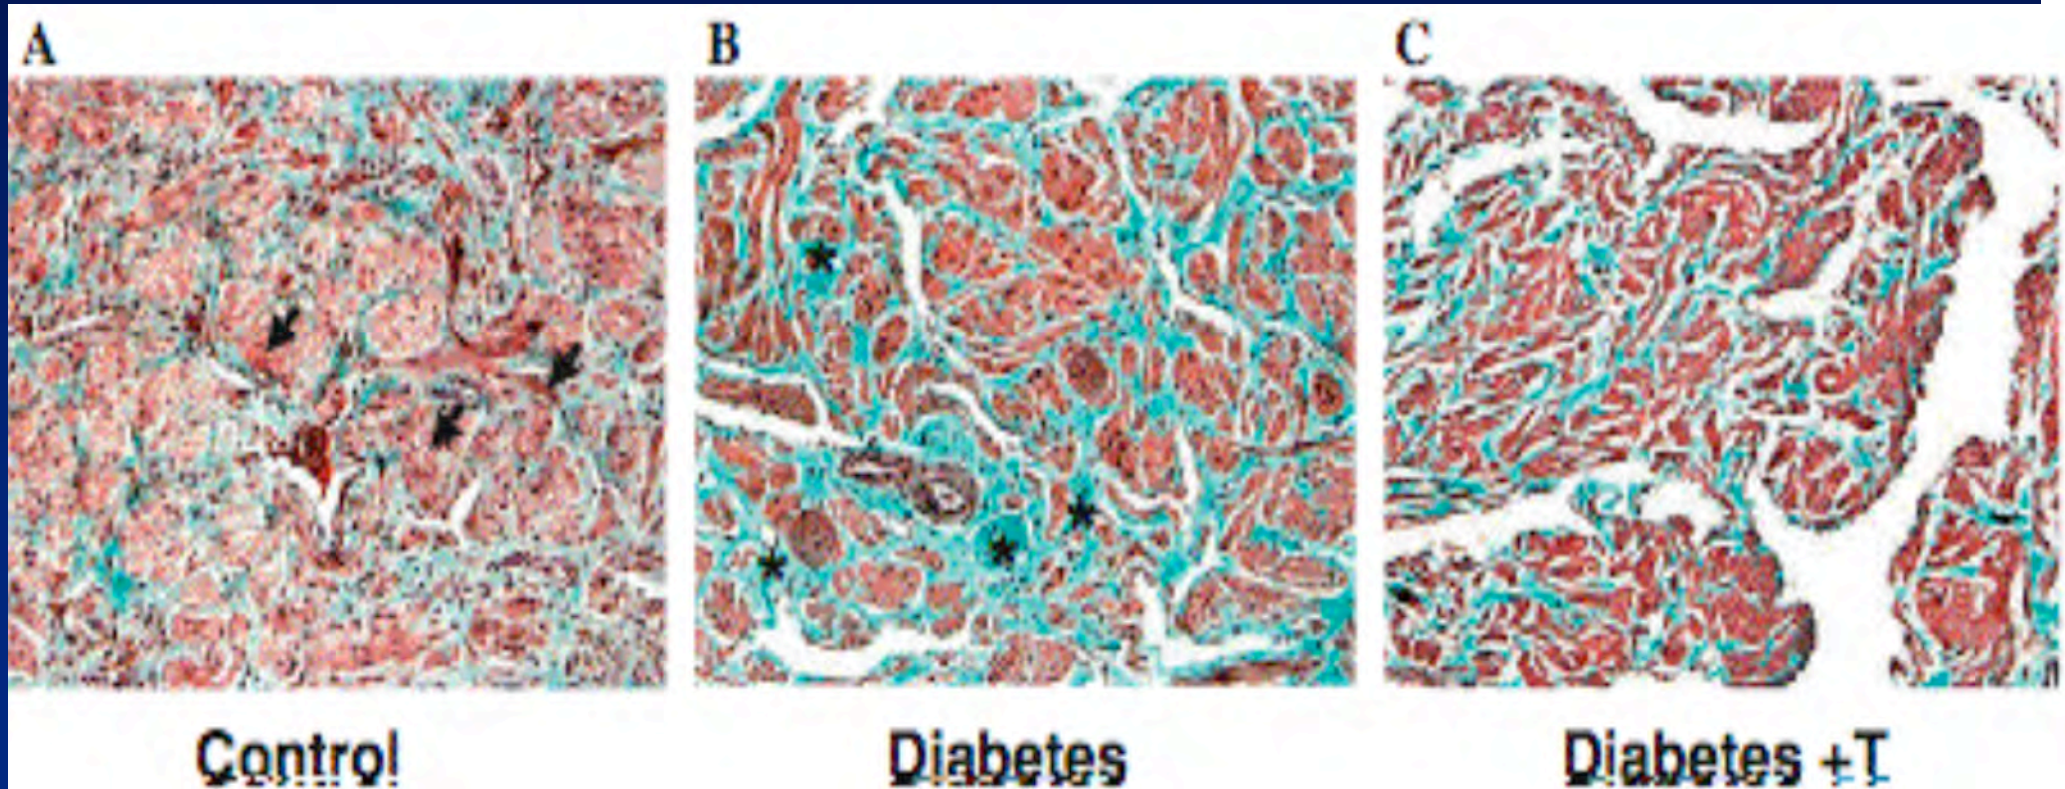 A
B
C
Control
Diabetes
Diabetes +T